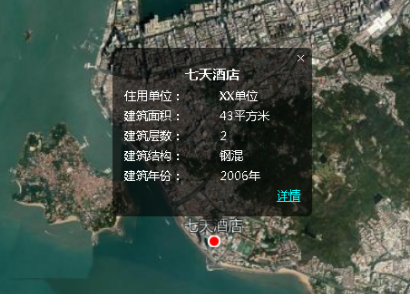 ×
七天酒店
住用单位： XX单位
建筑面积： 43平方米
建筑层数： 2
建筑结构： 钢混
建筑年份： 2006年
详情
七天酒店